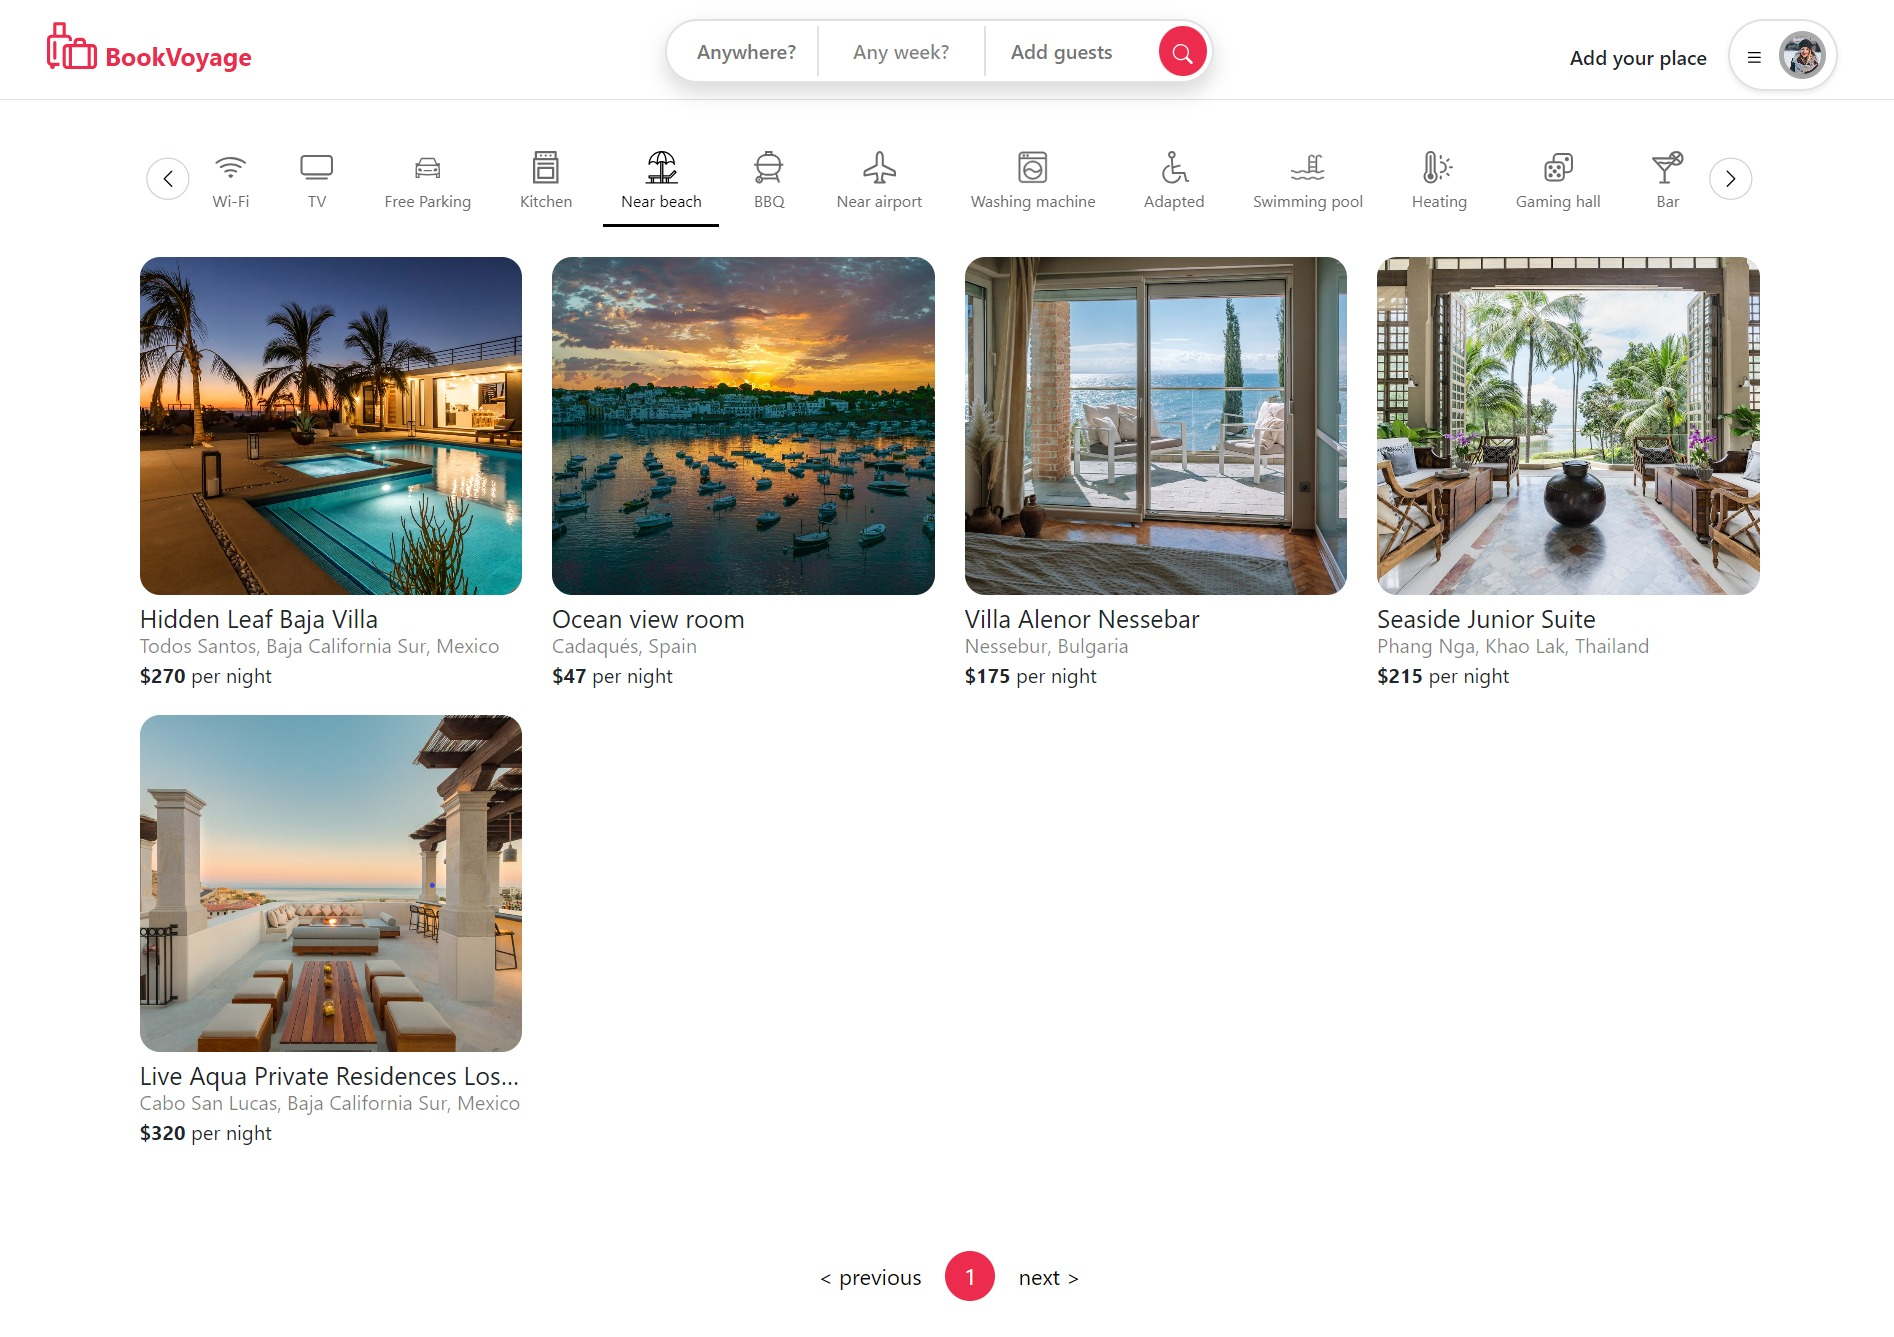 BookVoyage
Anywhere?
Any week?
Add guests
Add your place
Wi-Fi
TV
Free Parking
Kitchen
Near beach
BBQ
Near airport
Washing machine
Adapted
Swimming pool
Heating
Gaming hall
Bar
Hidden Leaf Baja Villa
Todos Santos, Baja California Sur, Mexico
$270 per night
Ocean view room
Cadaqués, Spain
$47 per night
Villa Alenor Nessebar
Nessebur, Bulgaria
$175 per night
Seaside Junior Suite
Phang Nga, Khao Lak, Thailand
$215 per night
Live Aqua Private Residences Los...
Cabo San Lucas, Baja California Sur, Mexico
$320 per night
< previous
1
next >